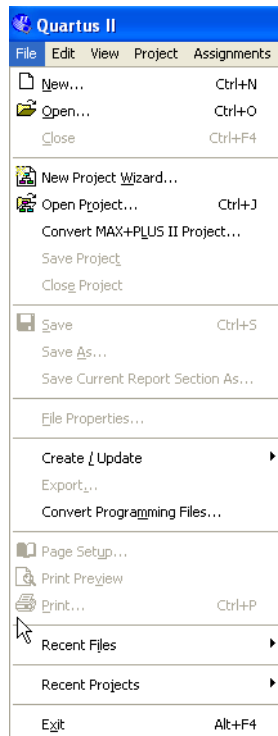 Quartus II
File Edit View Project Assignments
New... Ctrl+N
Open... Ctrl+O
Close Ctrl+F4
New Project Wizard...
Open Project... Ctrl+J
Convert MAX+PLUS II Project...
Save Project
Close Project
Save Ctrl+S
Save As...
Save Current Report Section As...
File Properties...
Create / Update
Export...
Convert Programming Files...
Page Setup...
Print Preview
Print... Ctrl+P
Recent Files
Recent Projects
Exit Alt+F4